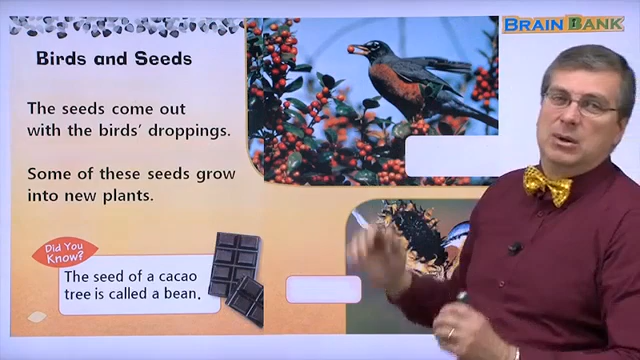 BRAIN BANK
Birds and Seeds
The seeds come out
with the birds' droppings.
Some of these seeds grow
into new plants.
Did You
Know?
The seed of a cacao
tree is called a bean.